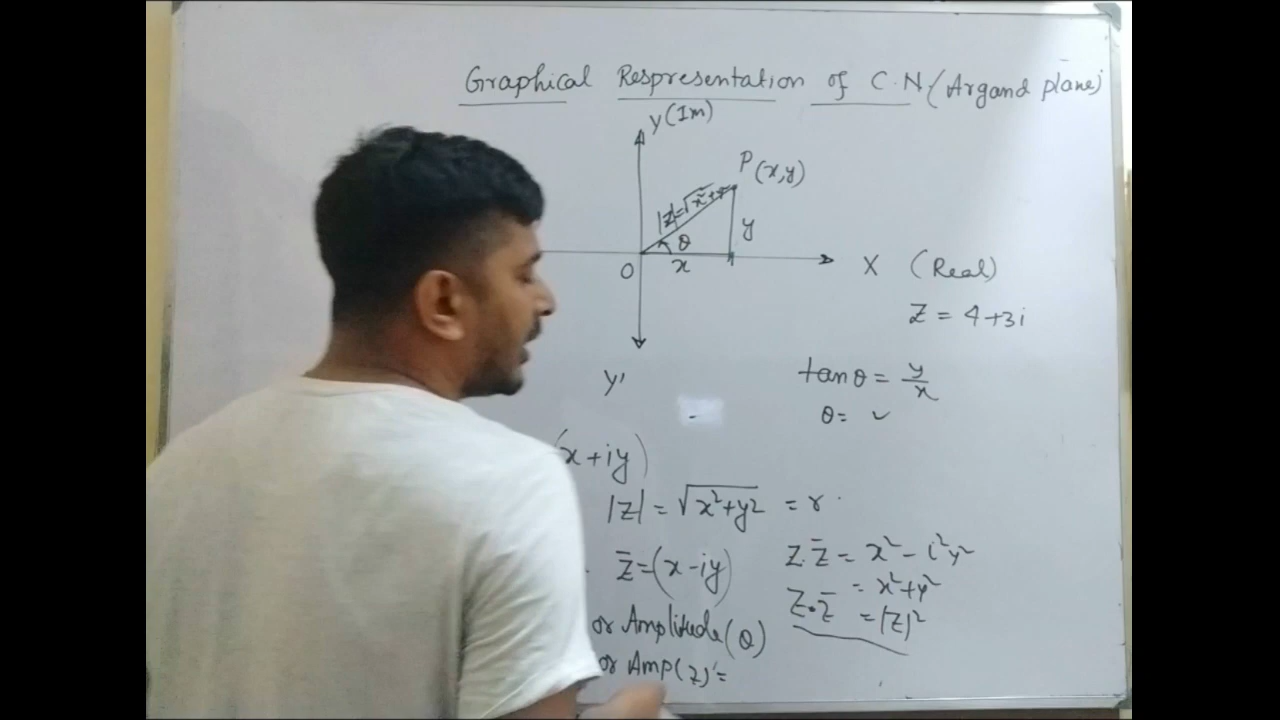 Graphical Respresentation of C.N (Argand plane)
Y (Im)
P (x,y)
|z|=√x²+y
y
θ
O
x
X (Real)
Z = 4+3i
Y'
tanθ = y/x
θ= ✓
(x+iy)
|Z| = √x²+y² = r.
z̄=(x-iy)
Z.z̄ = x² - i²y²
= x²+y²
Z.z̄ = |Z|²
or Amplitude(θ)
or Amp(z)=